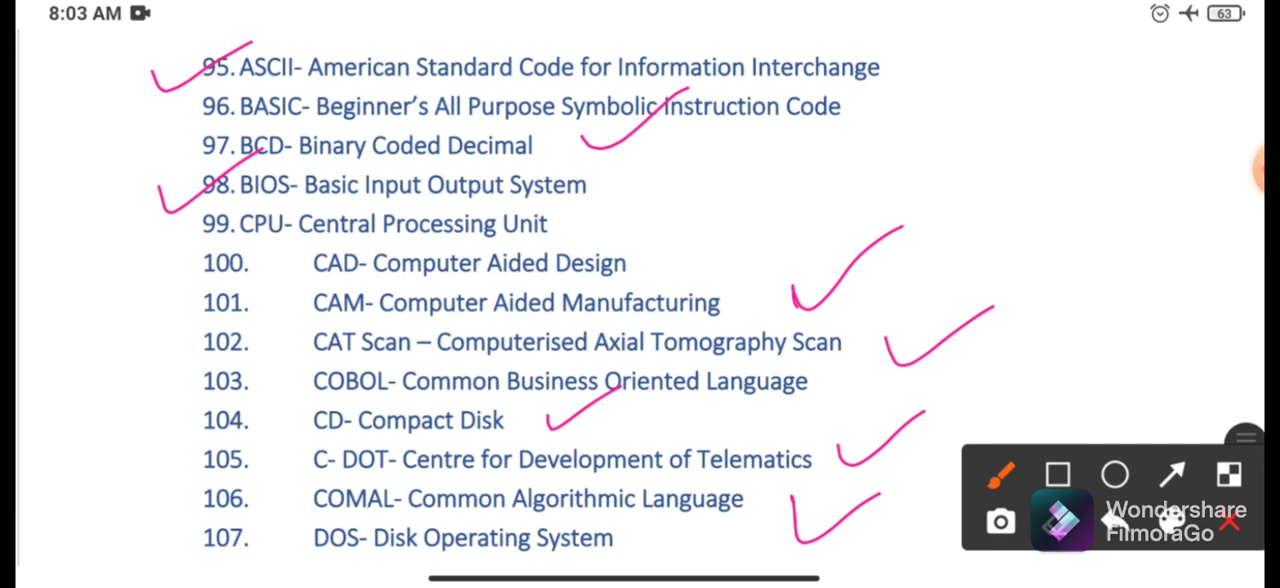 8:03 AM 63
95. ASCII- American Standard Code for Information Interchange
96. BASIC- Beginner's All Purpose Symbolic Instruction Code
97. BCD- Binary Coded Decimal
98. BIOS- Basic Input Output System
99. CPU- Central Processing Unit
100. CAD- Computer Aided Design
101. CAM- Computer Aided Manufacturing
102. CAT Scan – Computerised Axial Tomography Scan
103. COBOL- Common Business Oriented Language
104. CD- Compact Disk
105. C- DOT- Centre for Development of Telematics
106. COMAL- Common Algorithmic Language
107. DOS- Disk Operating System
Wondershare
FilmoraGo